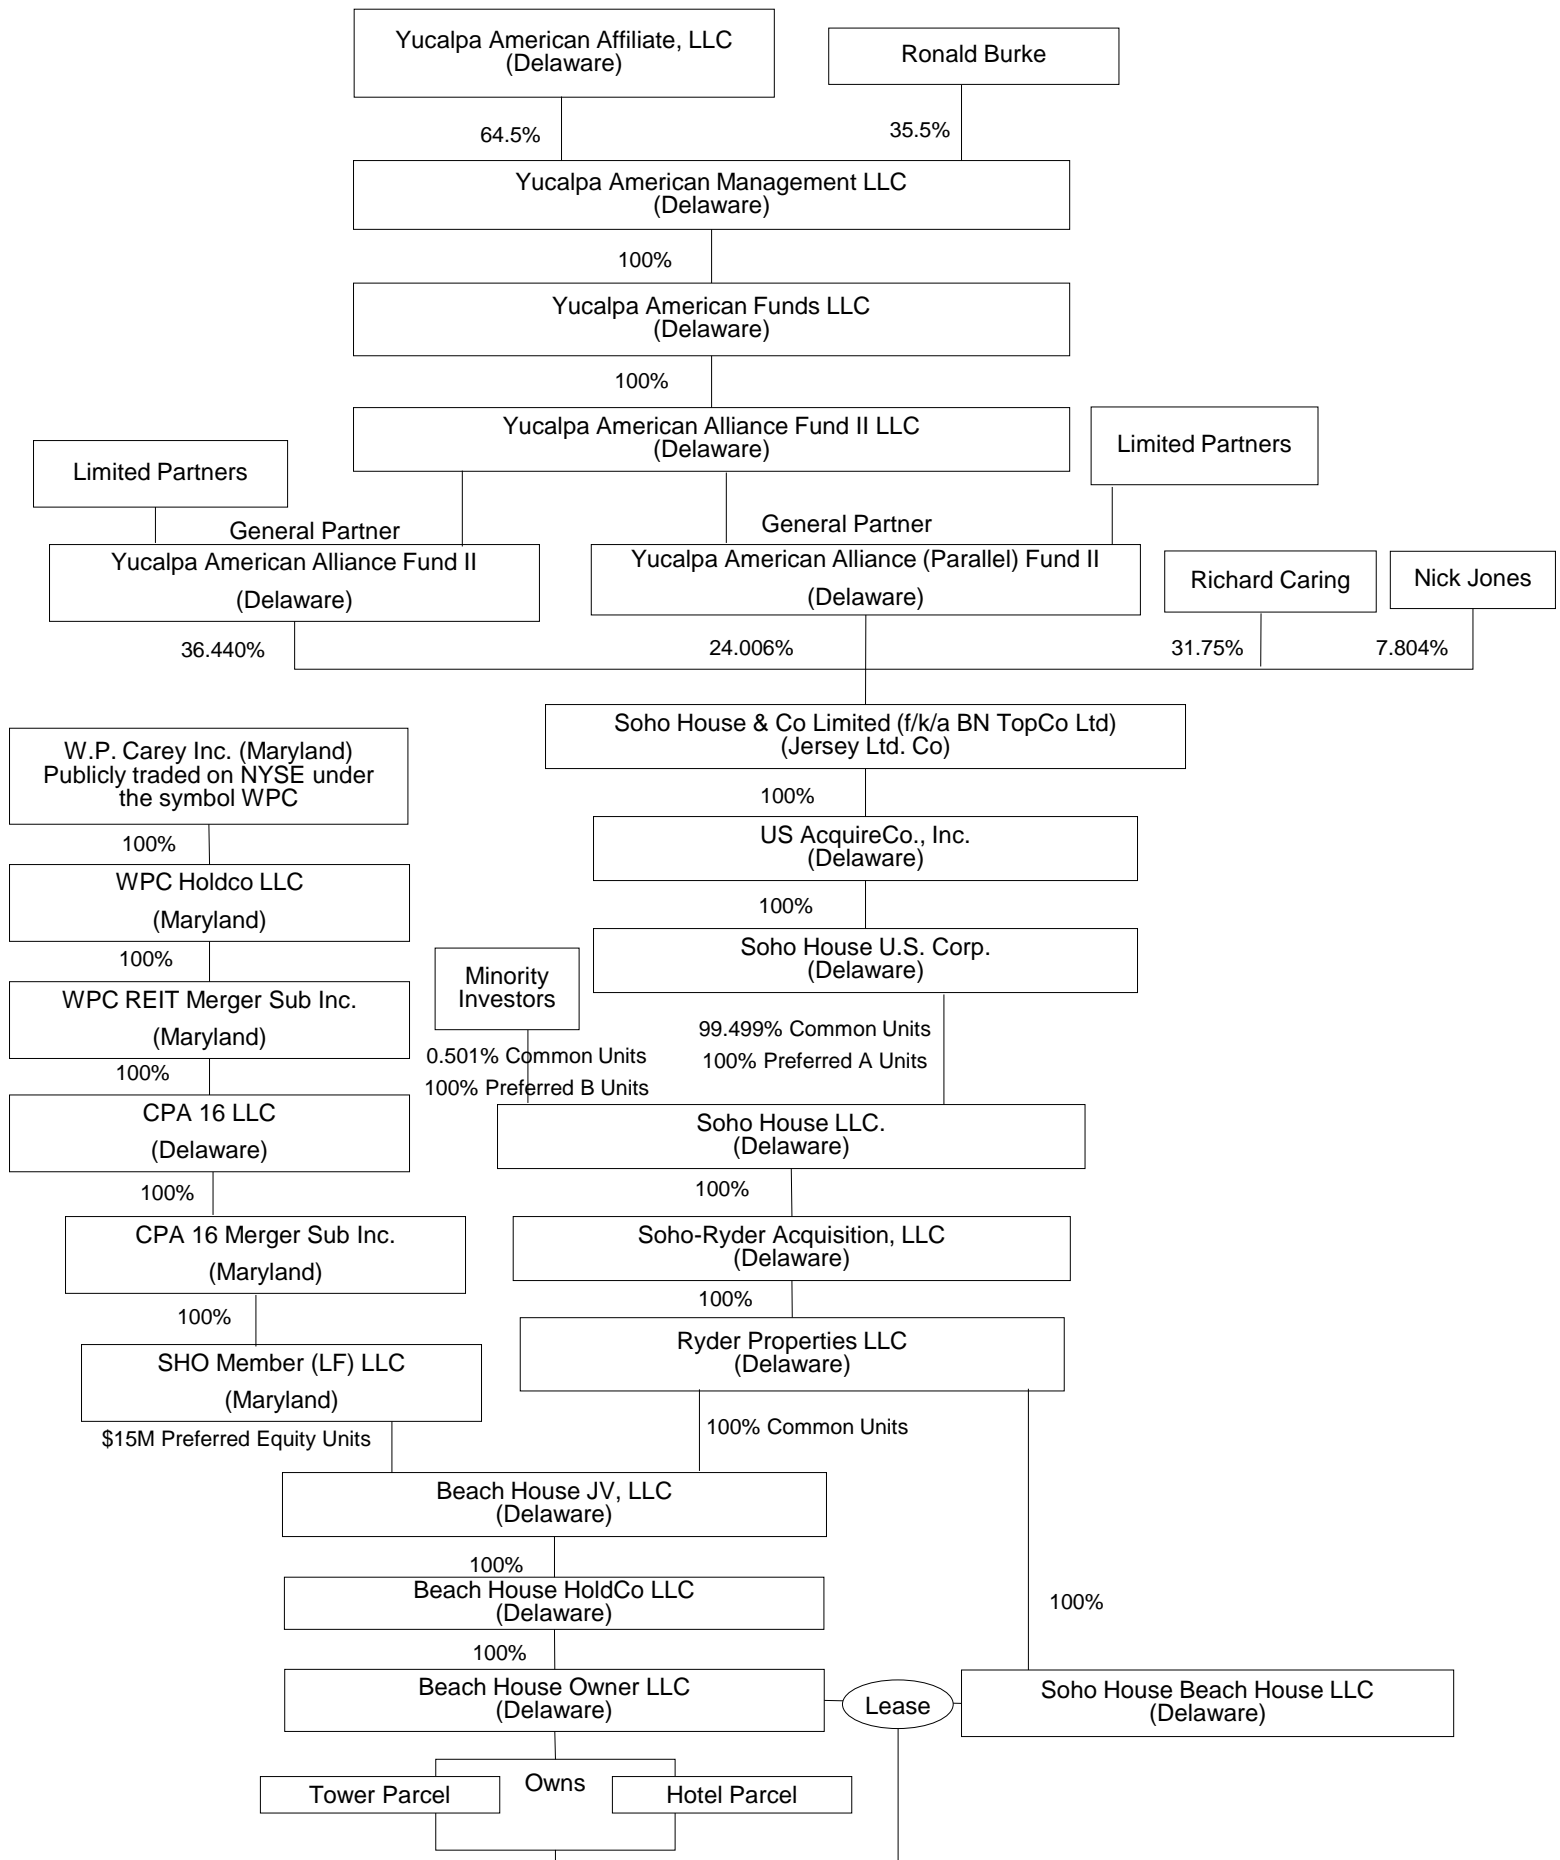 Yucalpa American Affiliate, LLC
(Delaware)
Ronald Burke
64.5%
35.5%
Yucalpa American Management LLC
(Delaware)
100%
Yucalpa American Funds LLC
(Delaware)
100%
Yucalpa American Alliance Fund II LLC
(Delaware)
Limited Partners
Limited Partners
General Partner
General Partner
Yucalpa American Alliance Fund II
(Delaware)
Yucalpa American Alliance (Parallel) Fund II
(Delaware)
Richard Caring
Nick Jones
36.440%
24.006%
31.75%
7.804%
Soho House & Co Limited (f/k/a BN TopCo Ltd)
(Jersey Ltd. Co)
W.P. Carey Inc. (Maryland)
Publicly traded on NYSE under
the symbol WPC
100%
US AcquireCo., Inc.
(Delaware)
100%
WPC Holdco LLC
(Maryland)
100%
Soho House U.S. Corp.
(Delaware)
100%
Minority
Investors
WPC REIT Merger Sub Inc.
(Maryland)
99.499% Common Units
100% Preferred A Units
0.501% Common Units
100% Preferred B Units
100%
CPA 16 LLC
(Delaware)
Soho House LLC.
(Delaware)
100%
100%
CPA 16 Merger Sub Inc.
(Maryland)
Soho-Ryder Acquisition, LLC
(Delaware)
100%
100%
SHO Member (LF) LLC
(Maryland)
Ryder Properties LLC
(Delaware)
$15M Preferred Equity Units
100% Common Units
Beach House JV, LLC
(Delaware)
100%
Beach House HoldCo LLC
(Delaware)
100%
100%
Beach House Owner LLC
(Delaware)
Lease
Soho House Beach House LLC
(Delaware)
Owns
Tower Parcel
Hotel Parcel